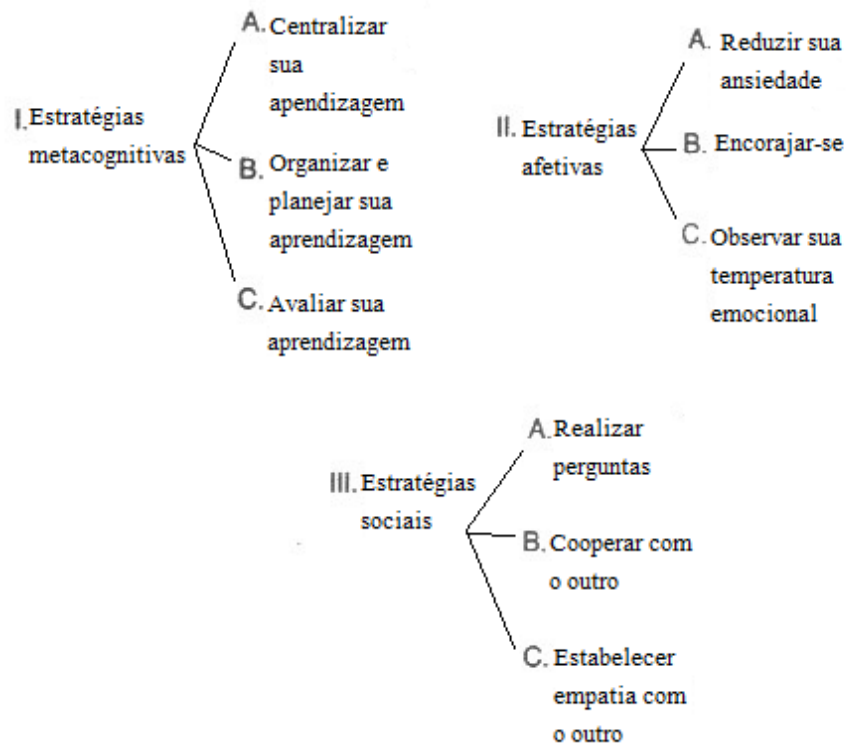 I. Estratégias
metacognitivas
A. Centralizar
sua
apendizagem
B. Organizar e
planejar sua
aprendizagem
C. Avaliar sua
aprendizagem
II. Estratégias
afetivas
A. Reduzir sua
ansiedade
B. Encorajar-se
C. Observar sua
temperatura
emocional
III. Estratégias
sociais
A. Realizar
perguntas
B. Cooperar com
o outro
C. Estabelecer
empatia com
o outro